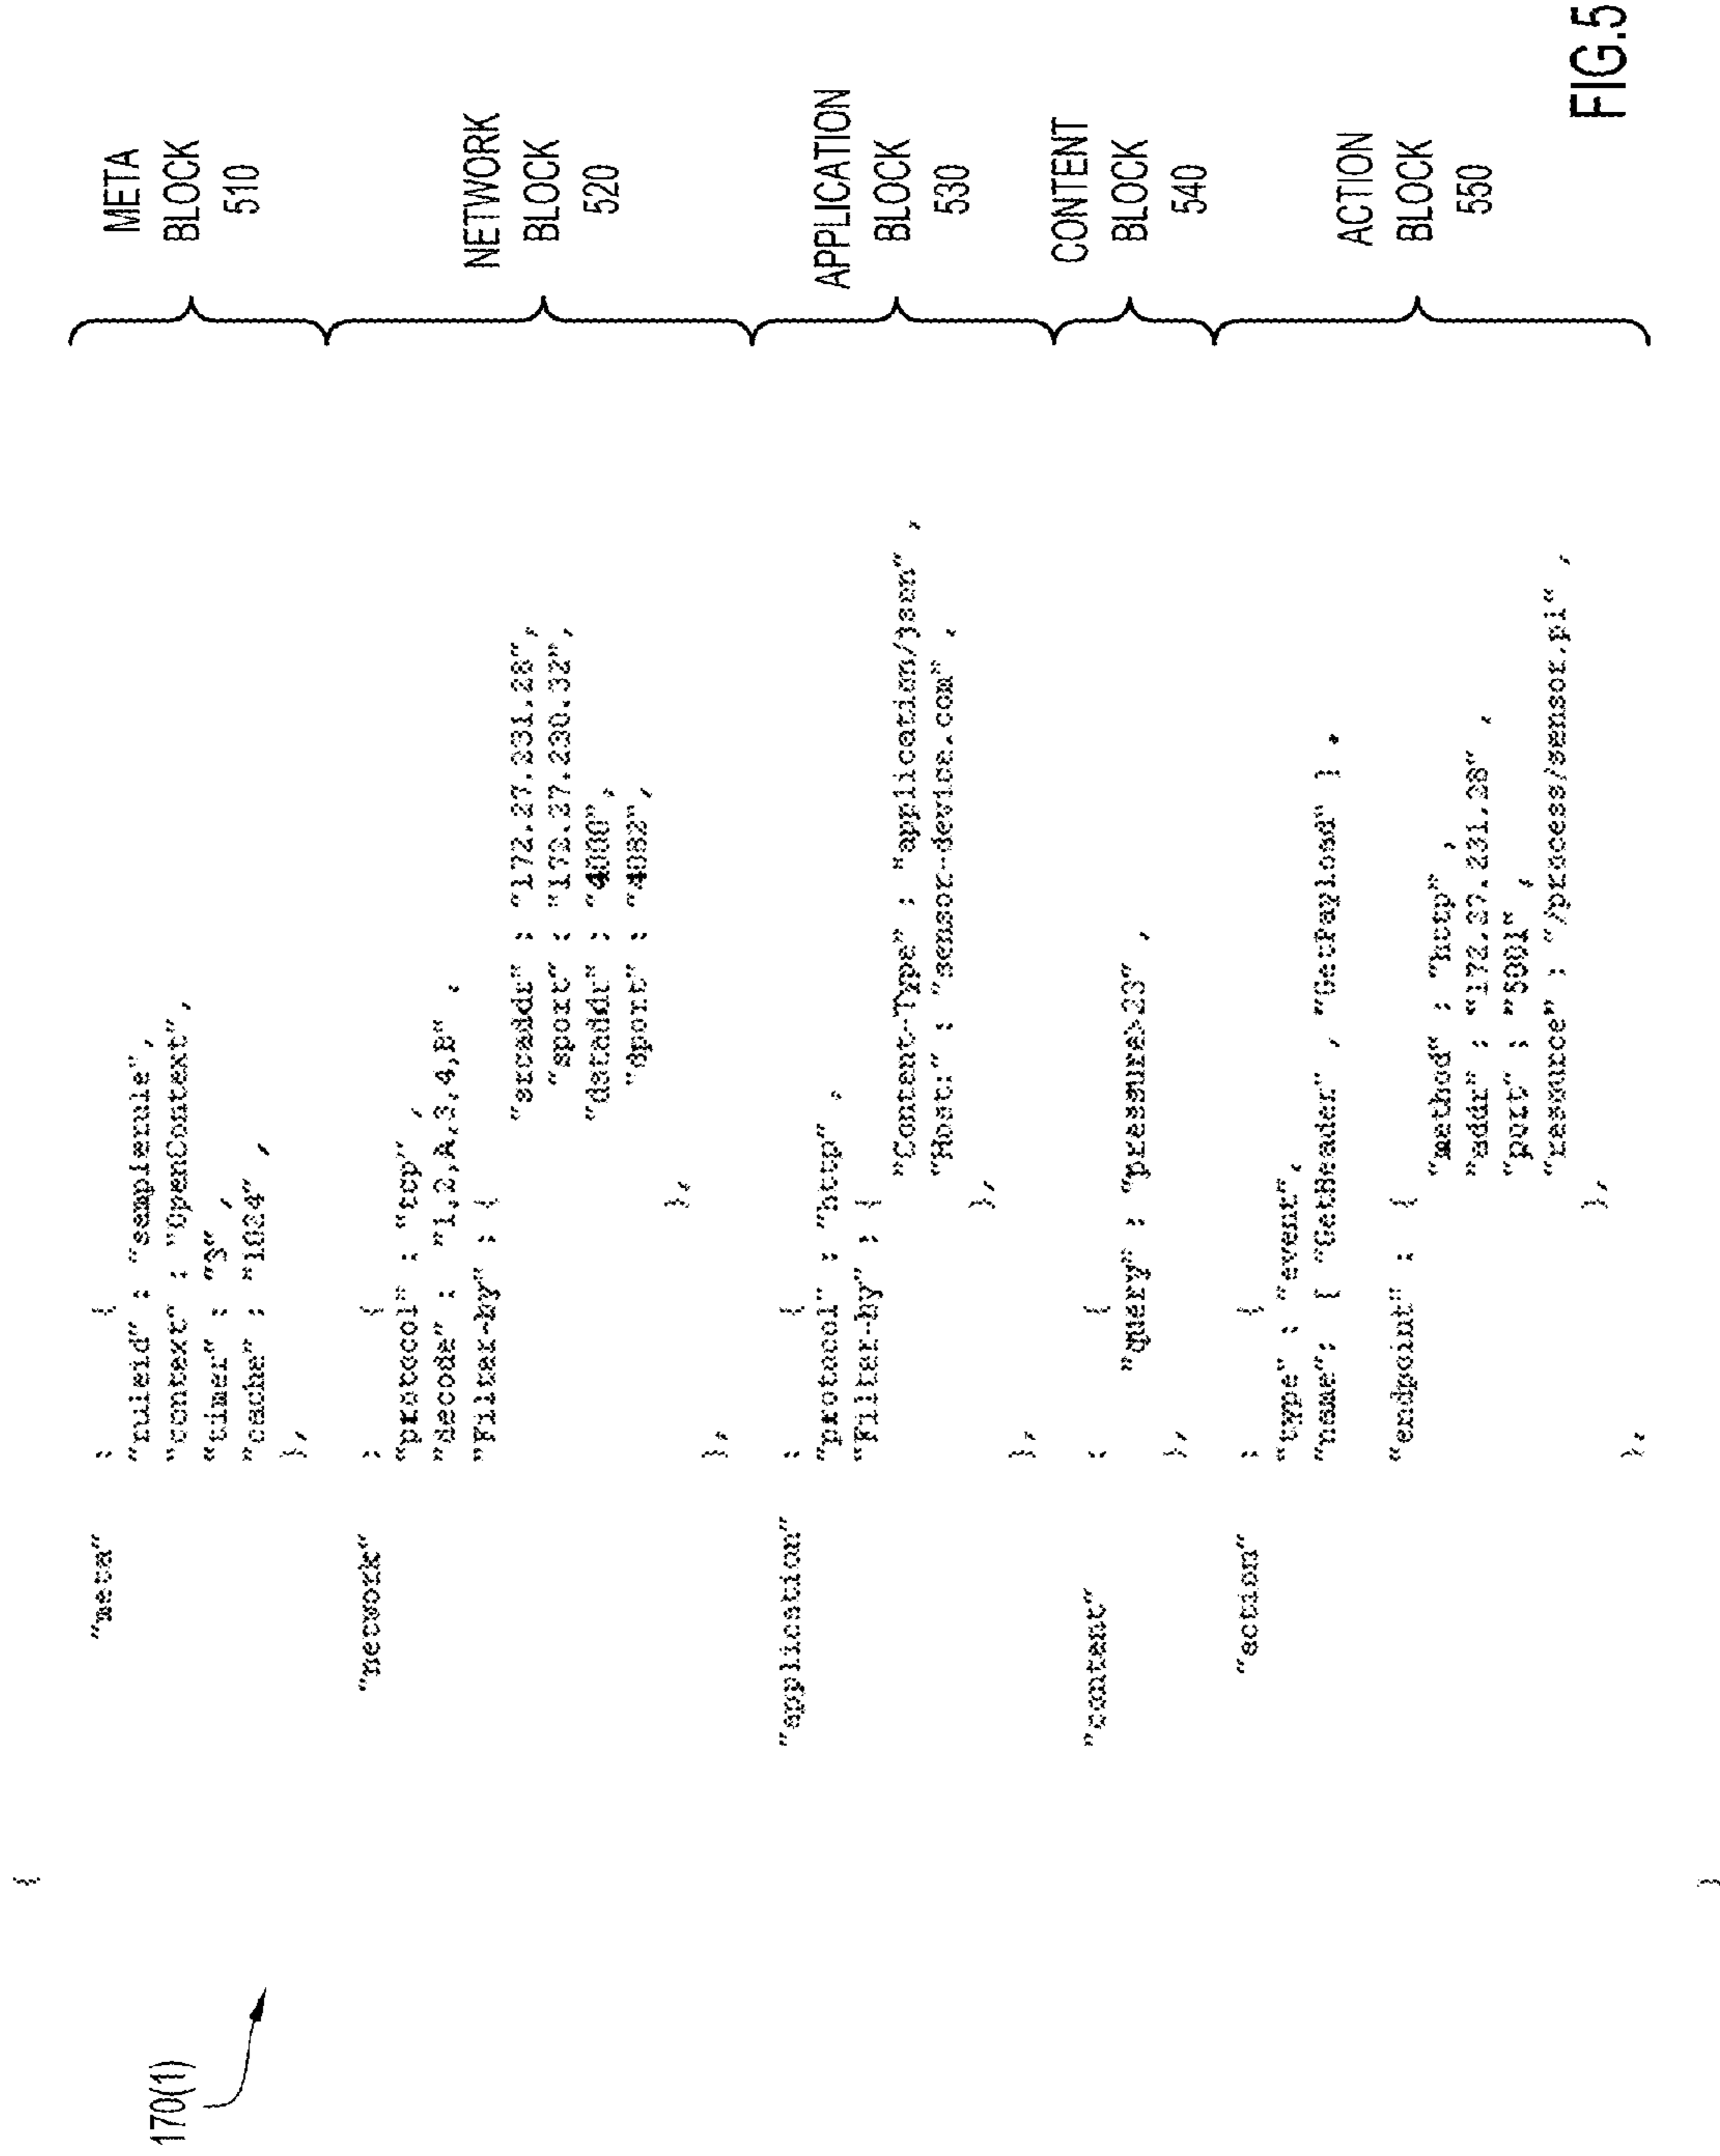 170(1)
{
"meta" : {
"ruleid" : "samplerule",
"context" : "OpenContext",
"timer" : "3",
"cache" : "1024",
},
META BLOCK 510
"network" : {
"protocol" : "tcp",
"decode" : "1,2,A,3,4,B",
"Filter-by" : {
"srcaddr" : "172.27.231.28",
"sport" : "172.27.230.32",
"dstaddr" : "4000",
"dport" : "4082",
},
},
NETWORK BLOCK 520
"application" : {
"protocol" : "http",
"Filter-by" : {
"Content-Type" : "application/json",
"Host:" : "sensor-device.com",
},
},
APPLICATION BLOCK 530
"content" : {
"query" : "pressure>23",
},
CONTENT BLOCK 540
"action" : {
"type" : "event",
"name": [ "GetHeader" , "GetPayload" ],
"endpoint" : {
"method" : "http",
"addr" : "172.27.231.28",
"port" : "5001",
"resource" : "/process/sensor.pl",
},
},
ACTION BLOCK 550
}
FIG.5